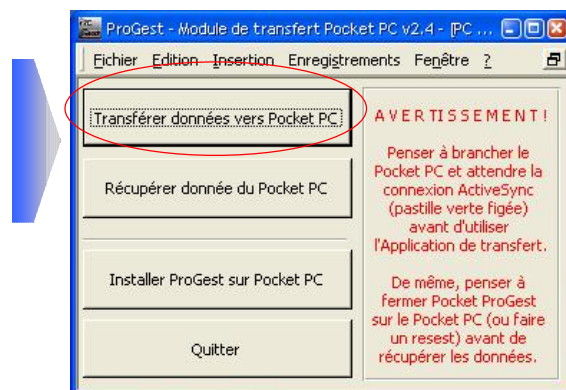 ProGest - Module de transfert Pocket PC v2.4 - [PC ...
Fichier Edition Insertion Enregistrements Fenêtre ?
Transférer données vers Pocket PC
Récupérer donnée du Pocket PC
Installer ProGest sur Pocket PC
Quitter
AVERTISSEMENT!
Penser à brancher le
Pocket PC et attendre la
connexion ActiveSync
(pastille verte figée)
avant d'utiliser
l'Application de transfert.
De même, penser à
fermer Pocket ProGest
sur le Pocket PC (ou faire
un resest) avant de
récupérer les données.